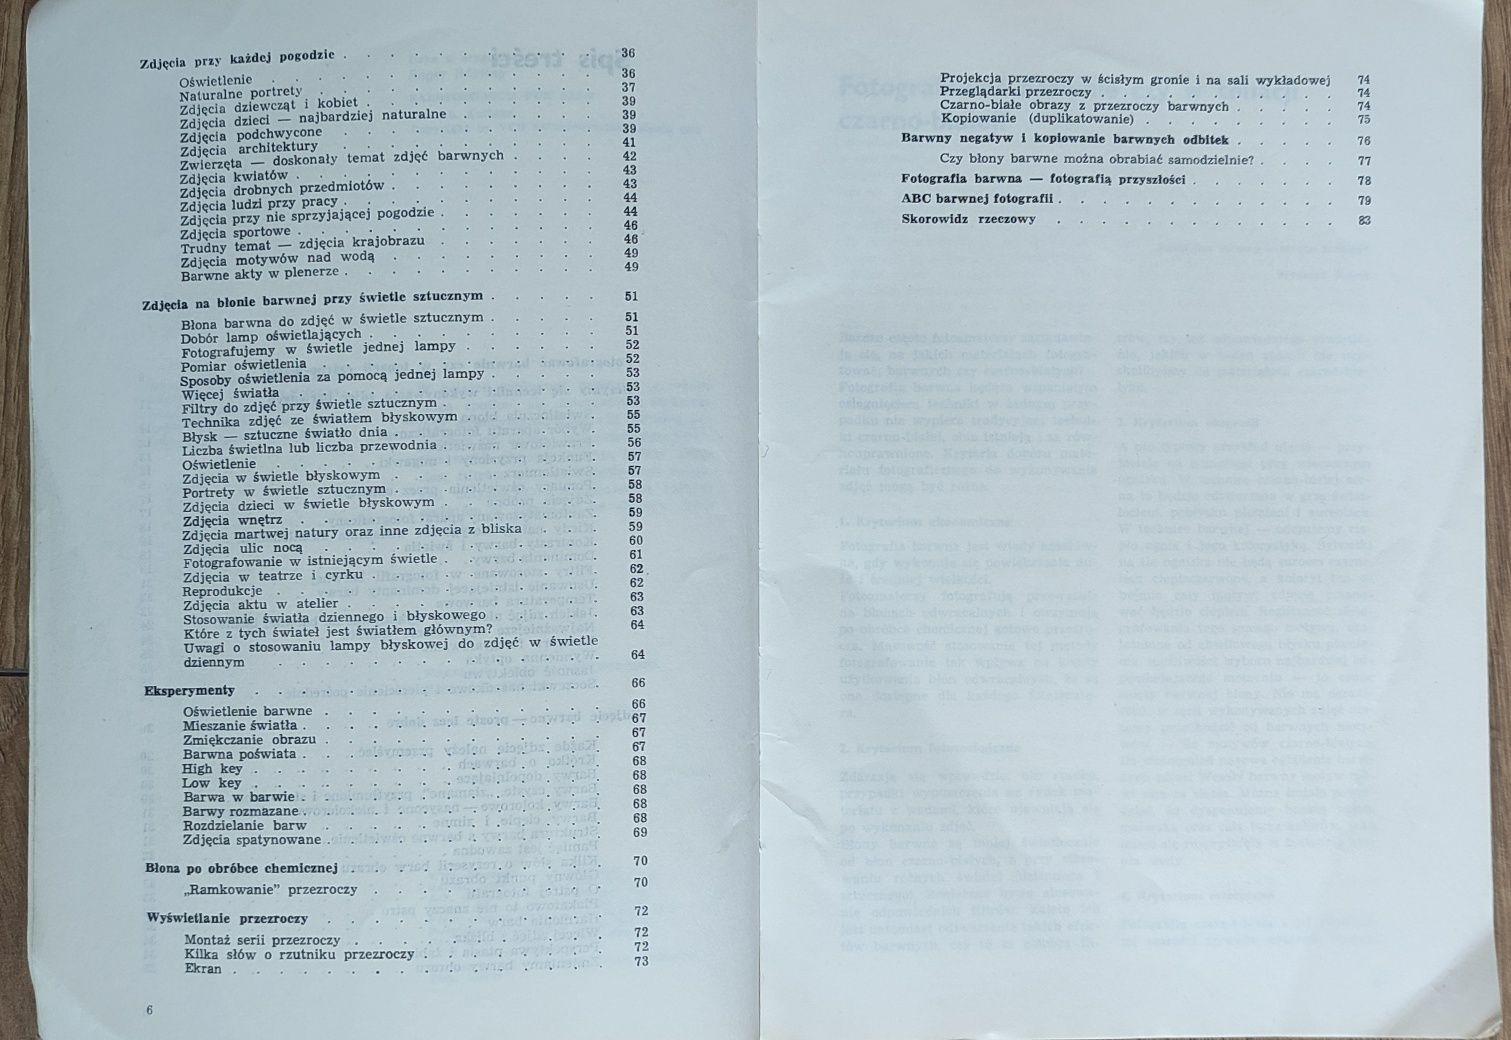 Zdjęcia przy każdej pogodzie . . . . . . . . . . . 36
Oświetlenie . . . . . . . . . . . . . . 36
Naturalne portrety . . . . . . . . . . . . 37
Zdjęcia dziewcząt i kobiet . . . . . . . . . . 39
Zdjęcia dzieci — najbardziej naturalne . . . . . . 39
Zdjęcia podchwycone . . . . . . . . . . . 39
Zdjęcia architektury . . . . . . . . . . . 41
Zwierzęta — doskonały temat zdjęć barwnych . . . . 42
Zdjęcia kwiatów . . . . . . . . . . . . . 43
Zdjęcia drobnych przedmiotów . . . . . . . . . 43
Zdjęcia ludzi przy pracy . . . . . . . . . . . 44
Zdjęcia przy nie sprzyjającej pogodzie . . . . . . . 44
Zdjęcia sportowe . . . . . . . . . . . . . 46
Trudny temat — zdjęcia krajobrazu . . . . . . . 46
Zdjęcia motywów nad wodą . . . . . . . . . 49
Barwne akty w plenerze . . . . . . . . . . . 49
Zdjęcia na błonie barwnej przy świetle sztucznym . . . . . 51
Błona barwna do zdjęć w świetle sztucznym . . . . . 51
Dobór lamp oświetlających . . . . . . . . . . 51
Fotografujemy w świetle jednej lampy . . . . . . 52
Pomiar oświetlenia . . . . . . . . . . . . 52
Sposoby oświetlenia za pomocą jednej lampy . . . . . 53
Więcej światła . . . . . . . . . . . . . 53
Filtry do zdjęć przy świetle sztucznym . . . . . . . 53
Technika zdjęć ze światłem błyskowym . . . . . . 55
Błysk — sztuczne światło dnia . . . . . . . . . 55
Liczba świetlna lub liczba przewodnia . . . . . . . 56
Oświetlenie . . . . . . . . . . . . . . 57
Zdjęcia w świetle błyskowym . . . . . . . . . 57
Portrety w świetle sztucznym . . . . . . . . . 58
Zdjęcia dzieci w świetle błyskowym . . . . . . . 58
Zdjęcia wnętrz . . . . . . . . . . . . . 59
Zdjęcia martwej natury oraz inne zdjęcia z bliska . . . 59
Zdjęcia ulic nocą . . . . . . . . . . . . 60
Fotografowanie w istniejącym świetle . . . . . . . 61
Zdjęcia w teatrze i cyrku . . . . . . . . . . 62
Reprodukcje . . . . . . . . . . . . . . 62
Zdjęcia aktu w atelier . . . . . . . . . . . 63
Stosowanie światła dziennego i błyskowego . . . . . 63
Które z tych świateł jest światłem głównym? 64
Uwagi o stosowaniu lampy błyskowej do zdjęć w świetle
dziennym . . . . . . . . . . . . . . 64
Eksperymenty . . . . . . . . . . . . . . . 66
Oświetlenie barwne . . . . . . . . . . . . 66
Mieszanie światła . . . . . . . . . . . . . 67
Zmiękczanie obrazu . . . . . . . . . . . . 67
Barwna poświata . . . . . . . . . . . . . 67
High key . . . . . . . . . . . . . . . 68
Low key . . . . . . . . . . . . . . . 68
Barwa w barwie . . . . . . . . . . . . . 68
Barwy rozmazane . . . . . . . . . . . . . 68
Rozdzielanie barw . . . . . . . . . . . . 68
Zdjęcia spatynowane . . . . . . . . . . . . 69
Błona po obróbce chemicznej . . . . . . . . . . . 70
„Ramkowanie” przezroczy . . . . . . . . . . 70
Wyświetlanie przezroczy . . . . . . . . . . . . 72
Montaż serii przezroczy . . . . . . . . . . . 72
Kilka słów o rzutniku przezroczy . . . . . . . . 72
Ekran . . . . . . . . . . . . . . . . 73
6
Projekcja przezroczy w ścisłym gronie i na sali wykładowej 74
Przeglądarki przezroczy . . . . . . . . . . . 74
Czarno-białe obrazy z przezroczy barwnych . . . . . 74
Kopiowanie (duplikatowanie) . . . . . . . . . 75
Barwny negatyw i kopiowanie barwnych odbitek . . . . . 76
Czy błony barwne można obrabiać samodzielnie? . . . . 77
Fotografia barwna — fotografią przyszłości . . . . . . . 78
ABC barwnej fotografii . . . . . . . . . . . . . 79
Skorowidz rzeczowy . . . . . . . . . . . . . 83